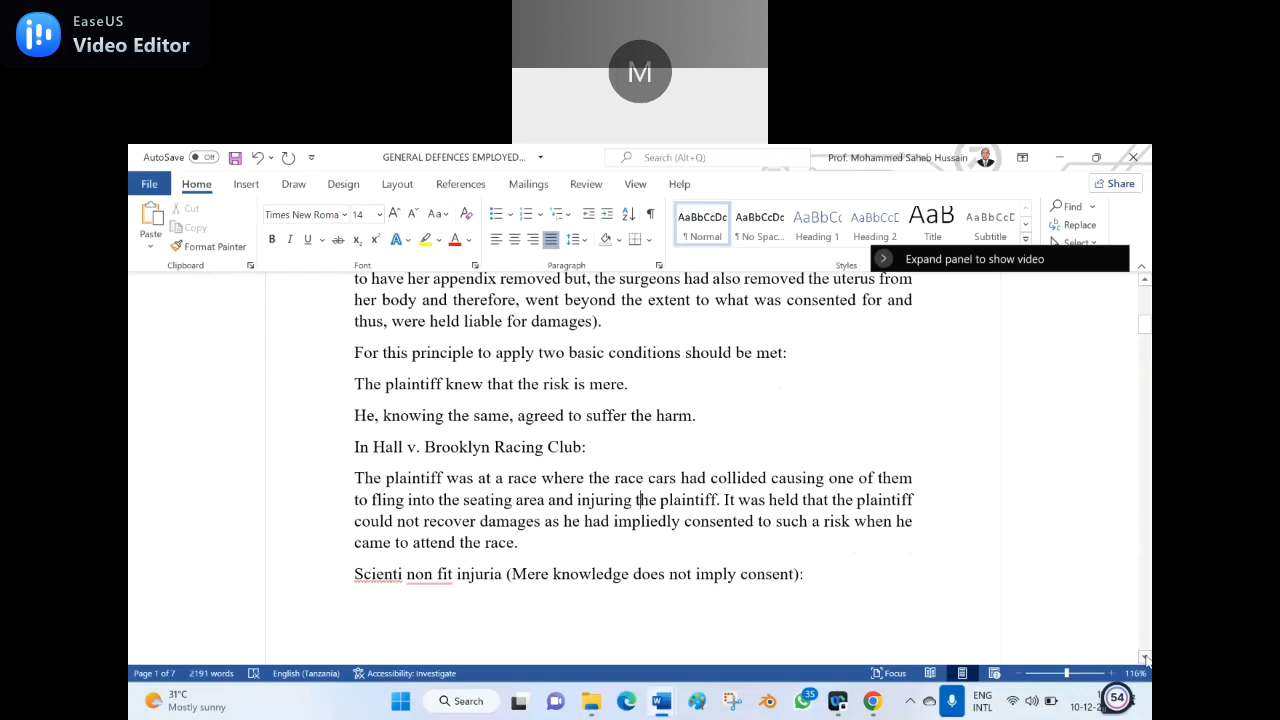 EaseUS
Video Editor
M
AutoSave Off
GENERAL DEFENCES EMPLOYED...
Search (Alt+Q)
Prof. Mohammed Saheb Hussain
File Home Insert Draw Design Layout References Mailings Review View Help
Share
Paste
Cut
Copy
Format Painter
Clipboard
Times New Roma 14
Font
Paragraph
AaBbCcDc AaBbCcDc AaBbCc AaBbCcD AaB AaBbCcD
¶ Normal ¶ No Spac... Heading 1 Heading 2 Title Subtitle
Styles
Find
Replace
Select
Expand panel to show video
to have her appendix removed but, the surgeons had also removed the uterus from
her body and therefore, went beyond the extent to what was consented for and
thus, were held liable for damages).
For this principle to apply two basic conditions should be met:
The plaintiff knew that the risk is mere.
He, knowing the same, agreed to suffer the harm.
In Hall v. Brooklyn Racing Club:
The plaintiff was at a race where the race cars had collided causing one of them
to fling into the seating area and injuring the plaintiff. It was held that the plaintiff
could not recover damages as he had impliedly consented to such a risk when he
came to attend the race.
Scienti non fit injuria (Mere knowledge does not imply consent):
Page 1 of 7 2191 words English (Tanzania) Accessibility: Investigate
Focus
116%
31°C
Mostly sunny
Search
35
ENG
INTL
54